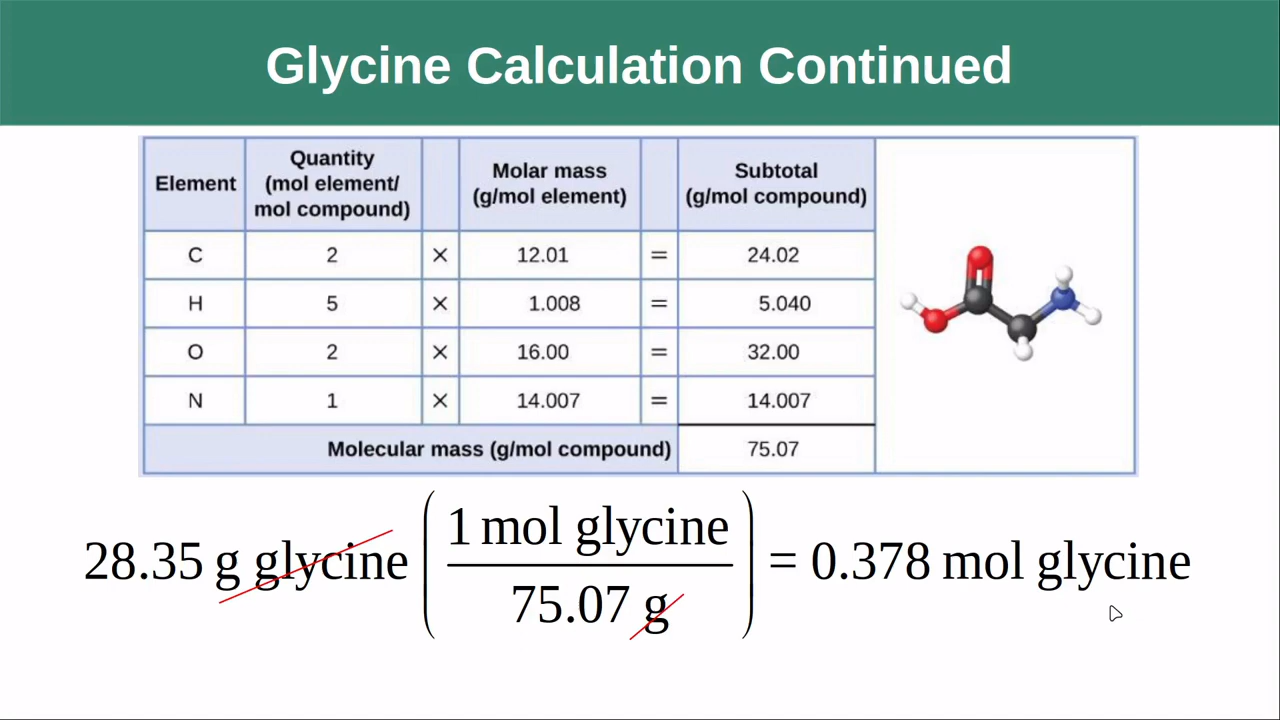 Glycine Calculation Continued
Element
Quantity
(mol element/
mol compound)
Molar mass
(g/mol element)
Subtotal
(g/mol compound)
C 2 × 12.01 = 24.02
H 5 × 1.008 = 5.040
O 2 × 16.00 = 32.00
N 1 × 14.007 = 14.007
Molecular mass (g/mol compound) 75.07
1 mol glycine
28.35 g glycine ( ) = 0.378 mol glycine
75.07 g